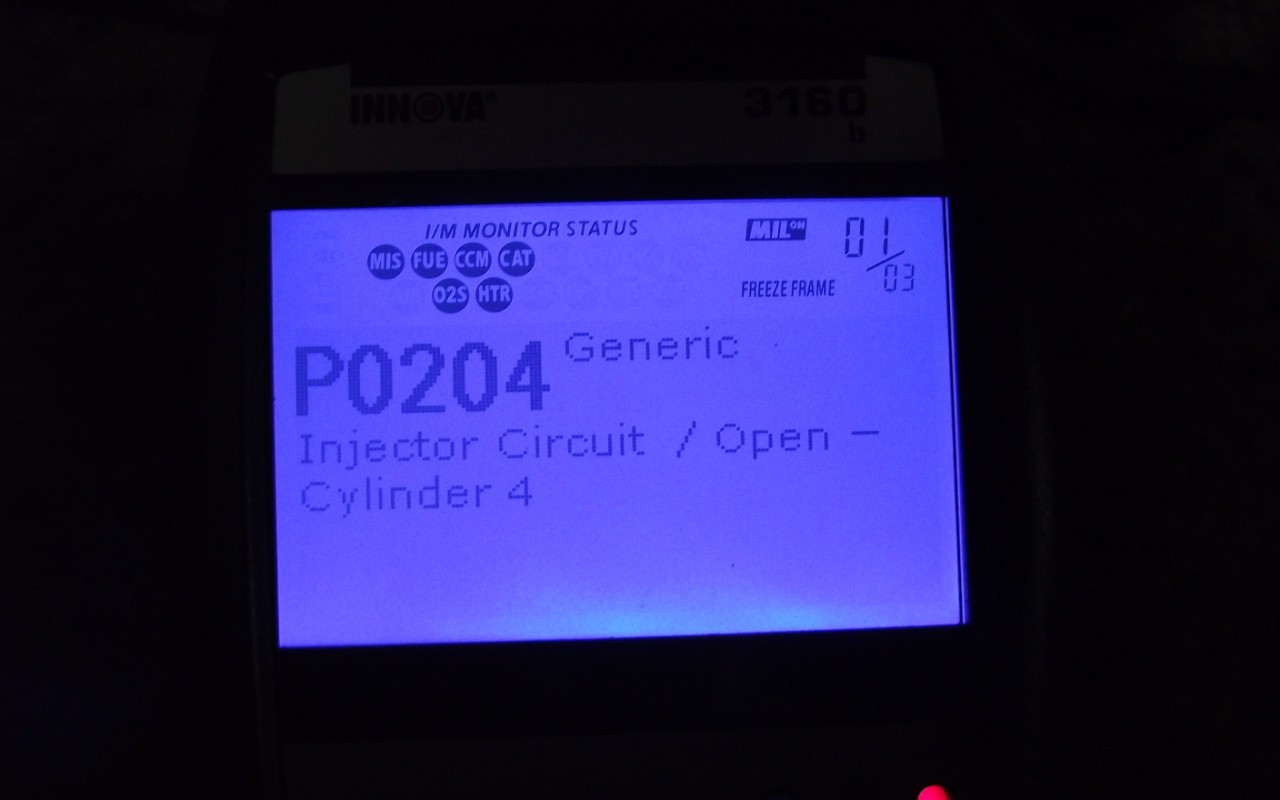 INNOVA® 3160
b
I/M MONITOR STATUS
MIL ON
01/03
MIS FUE CCM CAT
O2S HTR
FREEZE FRAME
P0204 Generic
Injector Circuit / Open –
Cylinder 4